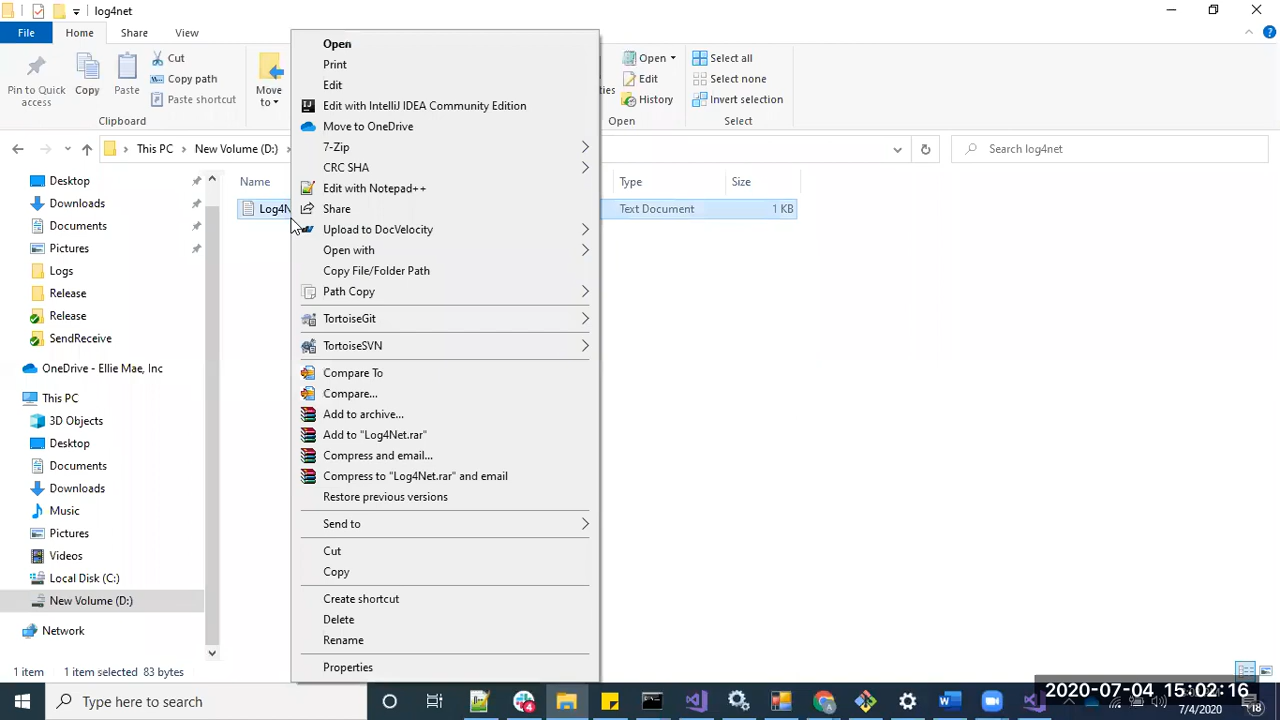 log4net
File Home Share View
Pin to Quick access
Copy
Paste
Cut
Copy path
Paste shortcut
Clipboard
Move to
Open
Edit
History
Open
Select all
Select none
Invert selection
Select
This PC
New Volume (D:)
Search log4net
Name Type Size
Text Document 1 KB
Desktop
Downloads
Documents
Pictures
Logs
Release
Release
SendReceive
OneDrive - Ellie Mae, Inc
This PC
3D Objects
Desktop
Documents
Downloads
Music
Pictures
Videos
Local Disk (C:)
New Volume (D:)
Network
Open
Print
Edit
Edit with IntelliJ IDEA Community Edition
Move to OneDrive
7-Zip
CRC SHA
Edit with Notepad++
Share
Upload to DocVelocity
Open with
Copy File/Folder Path
Path Copy
TortoiseGit
TortoiseSVN
Compare To
Compare...
Add to archive...
Add to "Log4Net.rar"
Compress and email...
Compress to "Log4Net.rar" and email
Restore previous versions
Send to
Cut
Copy
Create shortcut
Delete
Rename
Properties
1 item 1 item selected 83 bytes
Type here to search
2020-07-04 15:02:16
7/4/2020
18